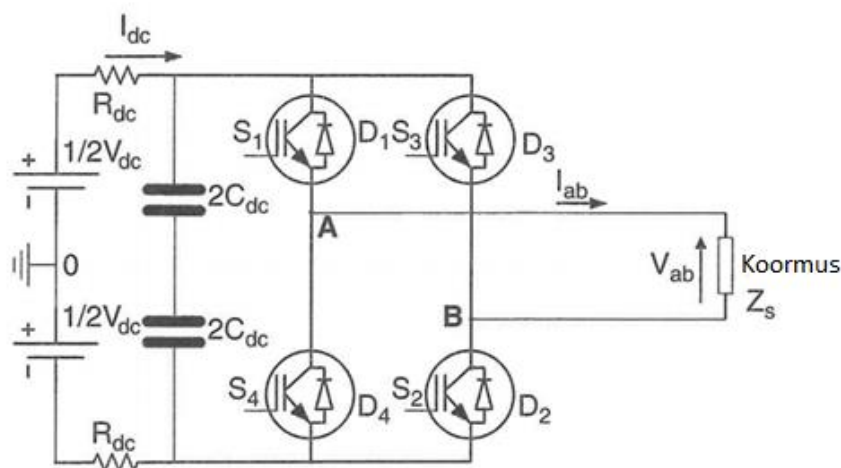 I_dc
R_dc
+
1/2V_dc
-
2C_dc
S_1
D_1
S_3
D_3
I_ab
A
0
V_ab
Koormus
Z_s
B
+
1/2V_dc
-
2C_dc
S_4
D_4
S_2
D_2
R_dc